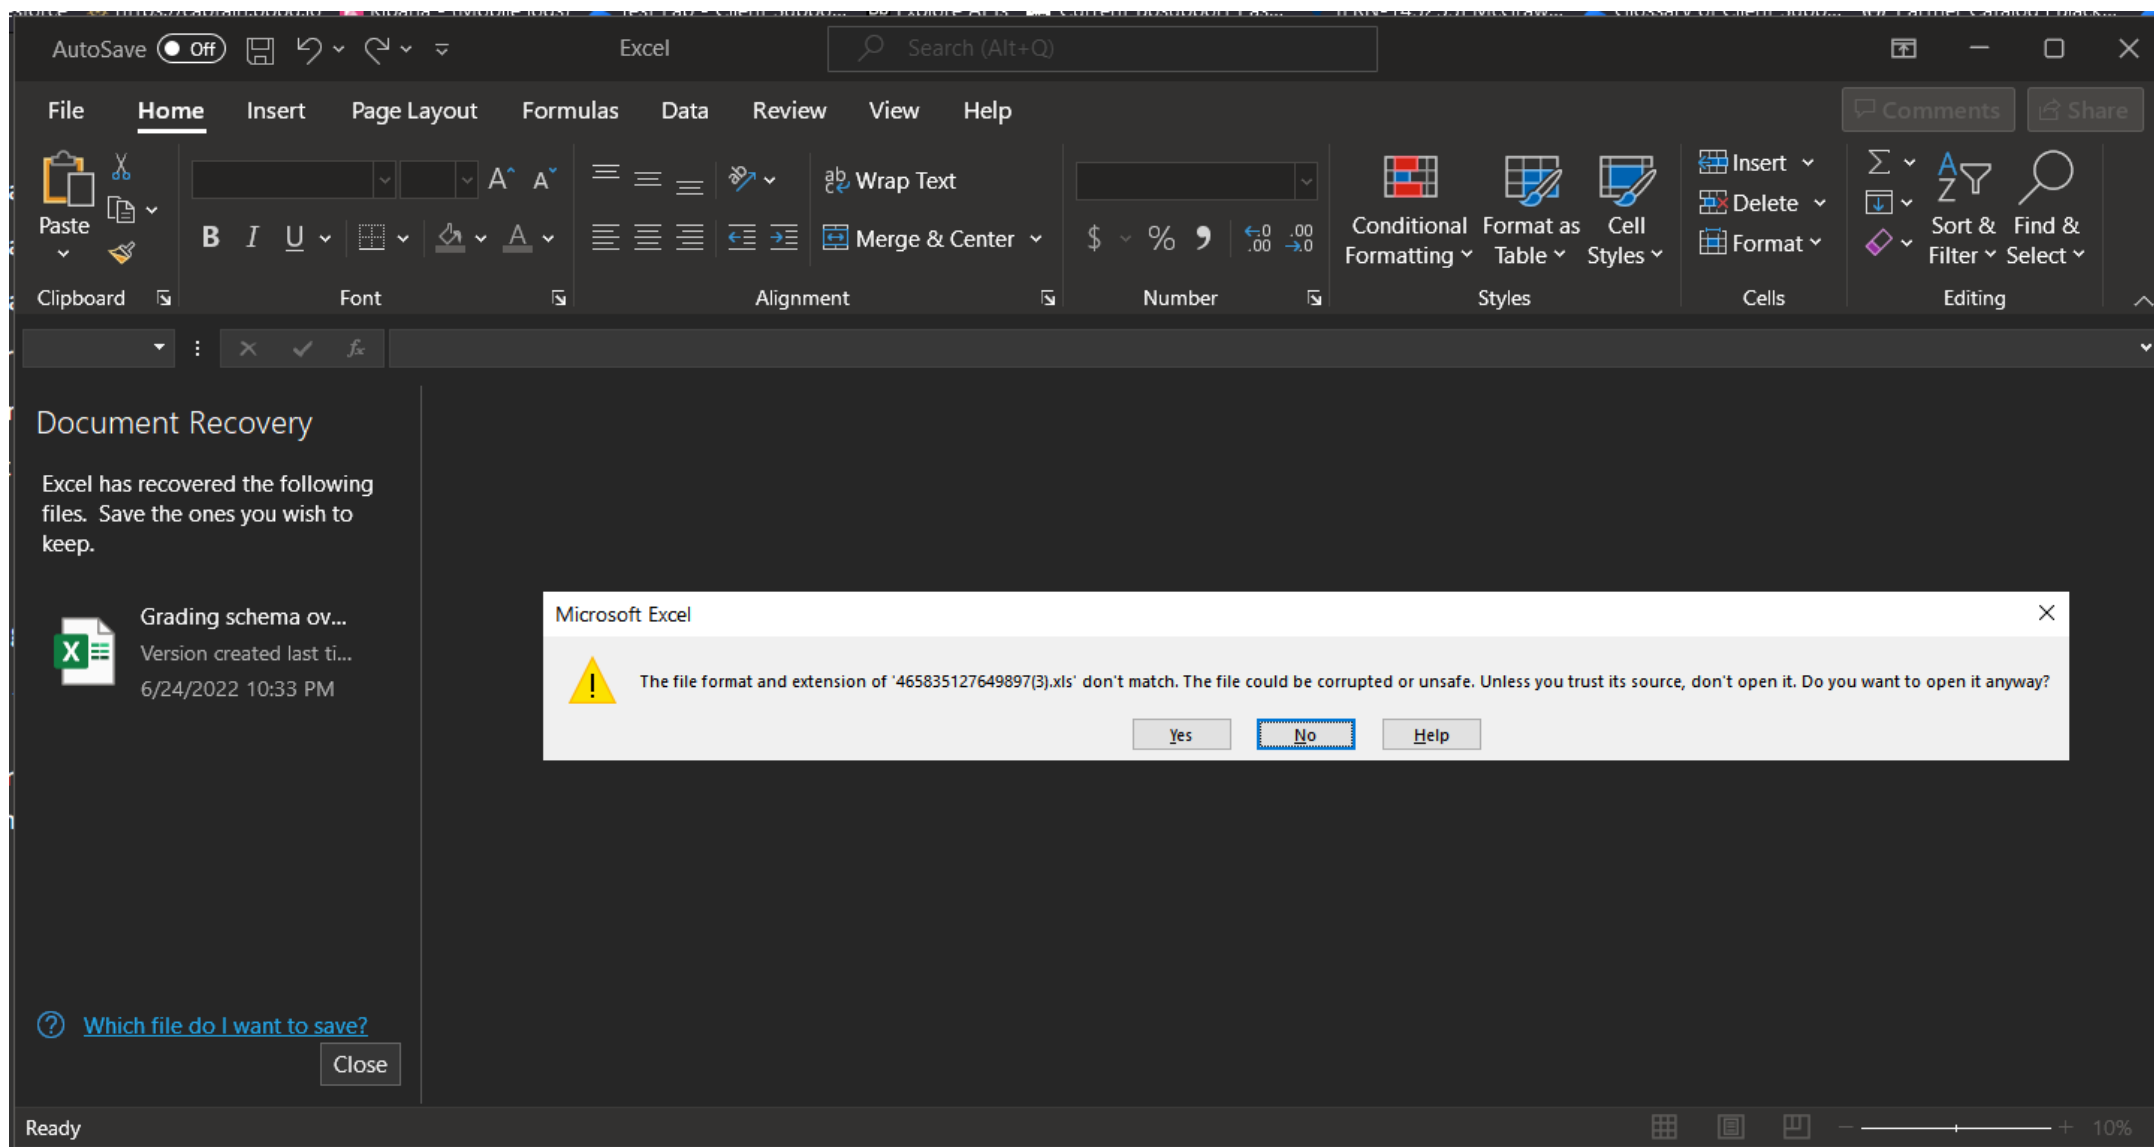 AutoSave Off Excel Search (Alt+Q)
File Home Insert Page Layout Formulas Data Review View Help Comments Share
Paste
B I U A
Wrap Text
Merge & Center
$ % 9
Conditional Formatting
Format as Table
Cell Styles
Insert
Delete
Format
Sort & Filter
Find & Select
Clipboard Font Alignment Number Styles Cells Editing
fx
Document Recovery
Excel has recovered the following
files. Save the ones you wish to
keep.
Grading schema ov...
Version created last ti...
6/24/2022 10:33 PM
Microsoft Excel
The file format and extension of '465835127649897(3).xls' don't match. The file could be corrupted or unsafe. Unless you trust its source, don't open it. Do you want to open it anyway?
Yes No Help
Which file do I want to save?
Close
Ready 10%